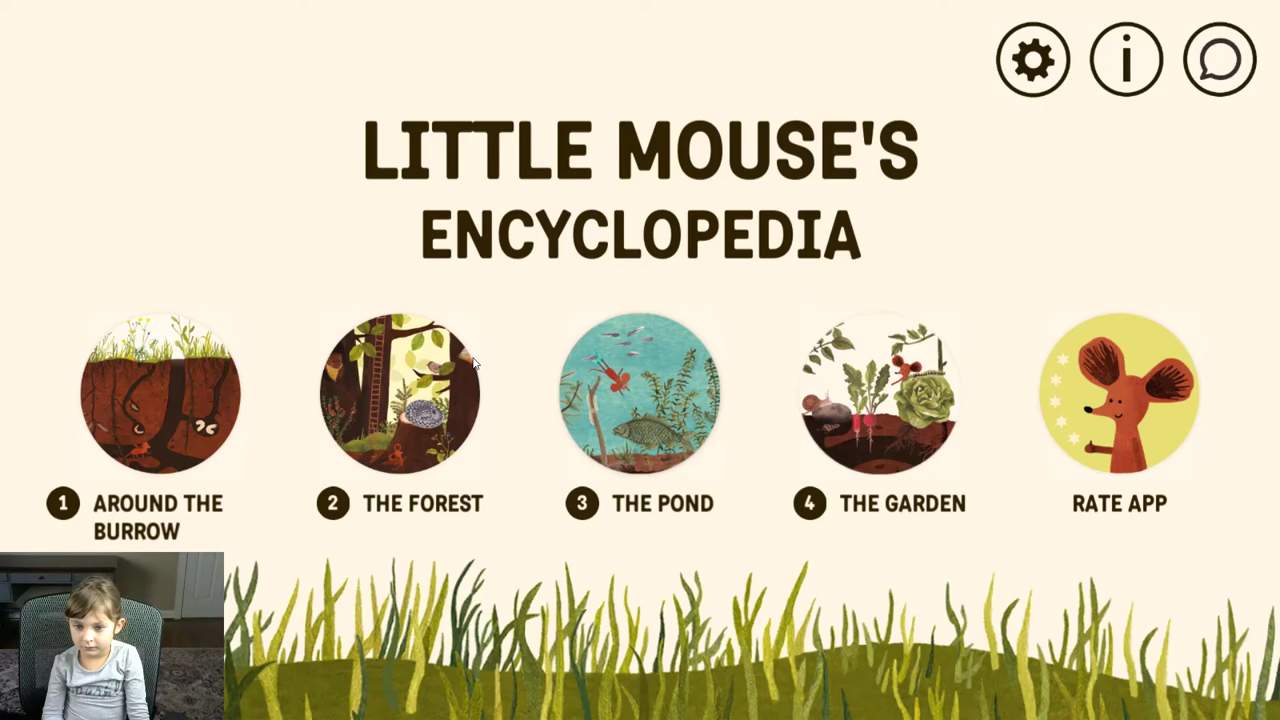 LITTLE MOUSE'S
ENCYCLOPEDIA
1 AROUND THE
BURROW
2 THE FOREST
3 THE POND
4 THE GARDEN
RATE APP